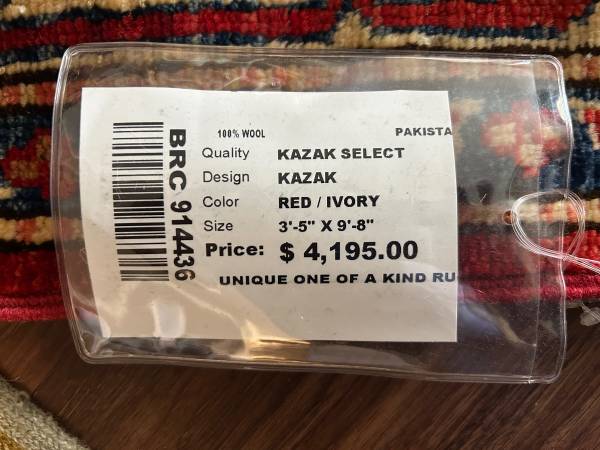 100% WOOL PAKISTA
Quality KAZAK SELECT
Design KAZAK
Color RED / IVORY
Size 3'-5" X 9'-8"
Price: $ 4,195.00
UNIQUE ONE OF A KIND RU
BRC 914436